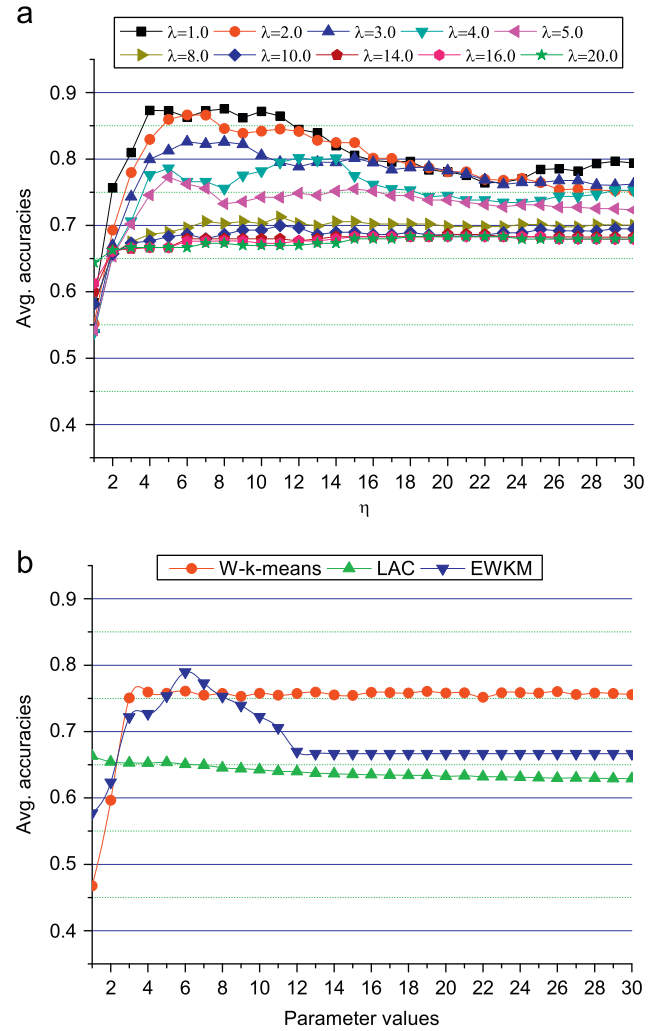 a
λ=1.0 λ=2.0 λ=3.0 λ=4.0 λ=5.0
λ=8.0 λ=10.0 λ=14.0 λ=16.0 λ=20.0
0.9
0.8
0.7
0.6
0.5
0.4
Avg. accuracies
2 4 6 8 10 12 14 16 18 20 22 24 26 28 30
η
b
W-k-means LAC EWKM
0.9
0.8
0.7
0.6
0.5
0.4
Avg. accuracies
2 4 6 8 10 12 14 16 18 20 22 24 26 28 30
Parameter values